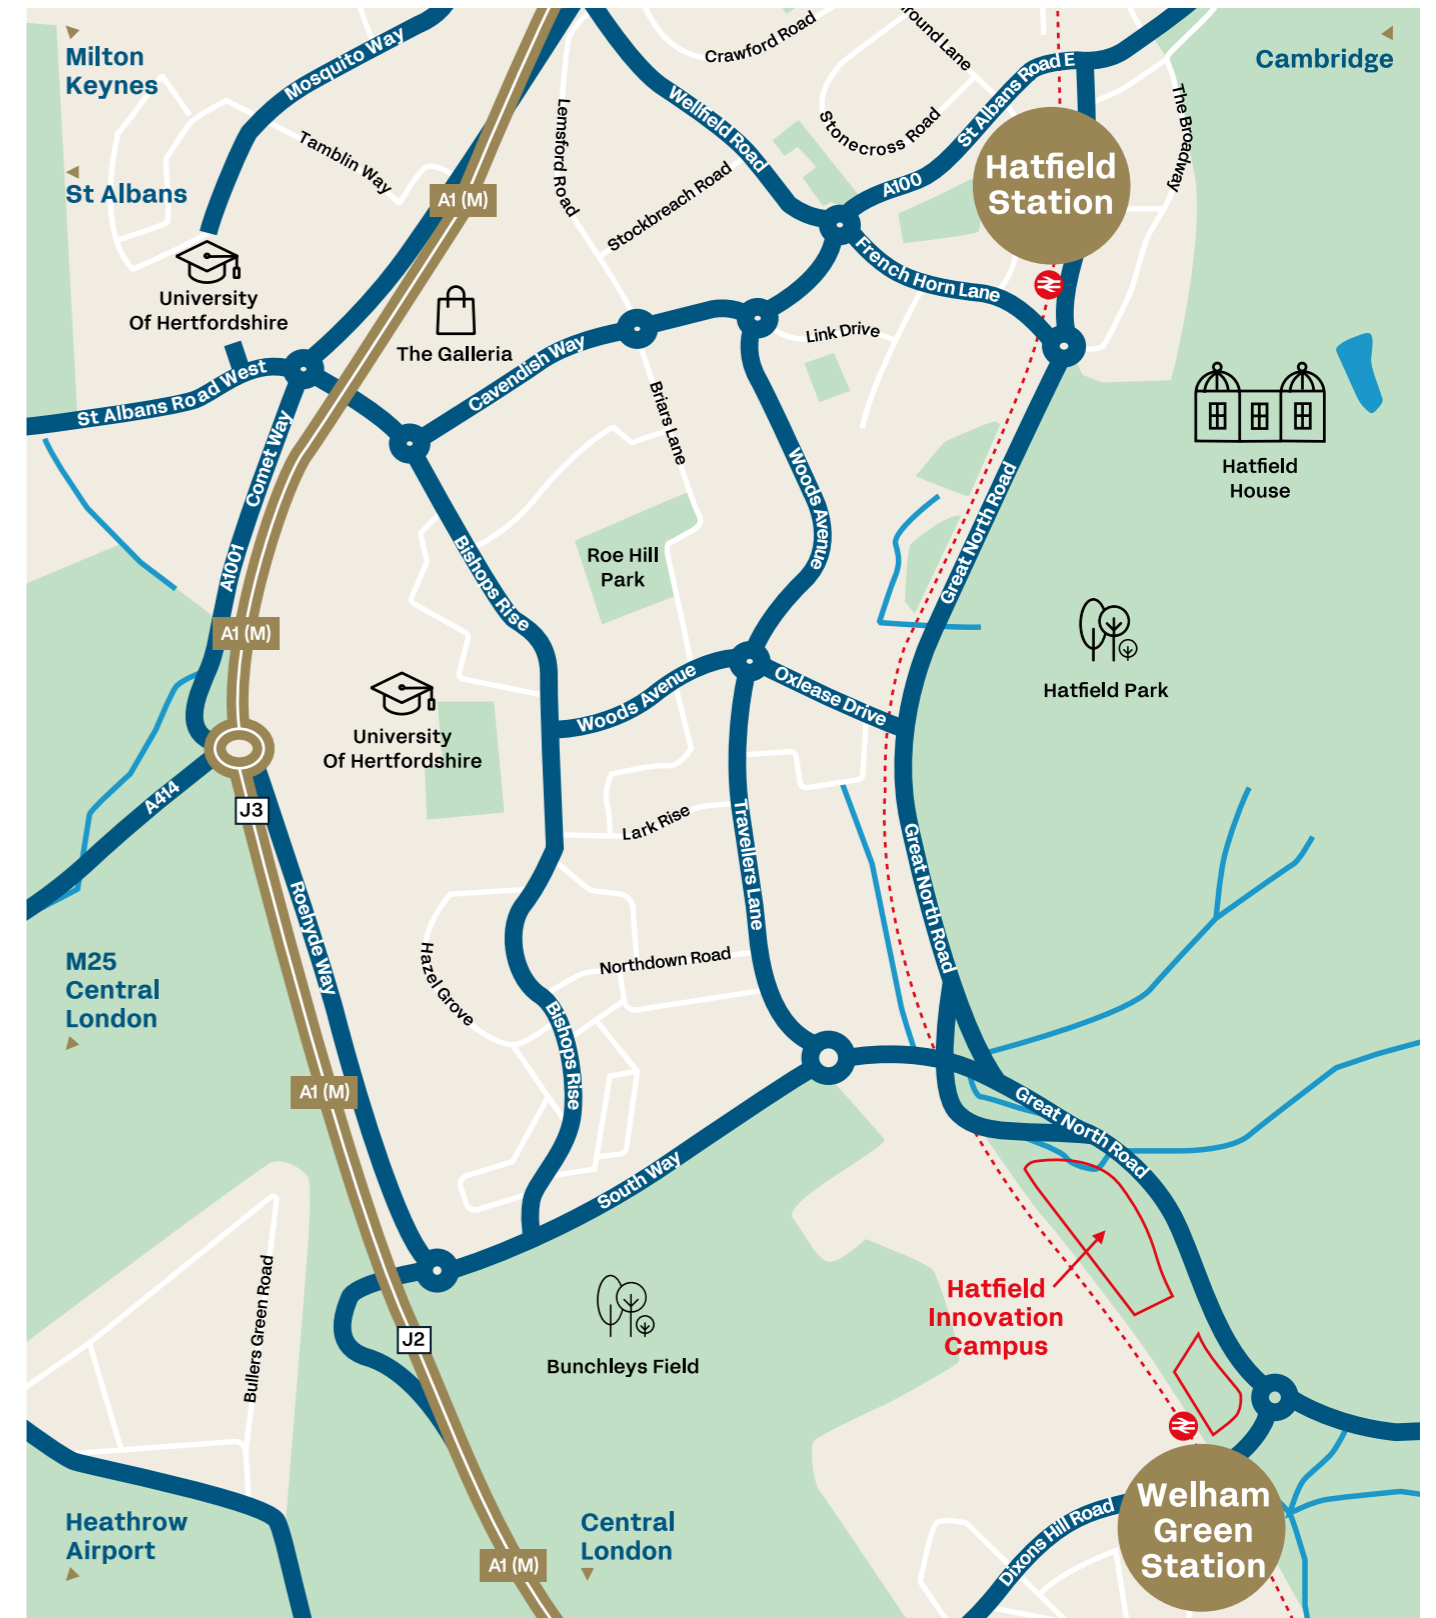 Milton
Keynes
Mosquito Way
Crawford Road
round Lane
Cambridge
St Albans Road E
The Broadway
Wellfield Road
Stonecross Road
Lemsford Road
Tamblin Way
St Albans
A1 (M)
Stockbreach Road
A100
Hatfield
Station
French Horn Lane
University
Of Hertfordshire
The Galleria
Link Drive
Cavendish Way
St Albans Road West
Briars Lane
Comet Way
Hatfield
House
Woods Avenue
Great North Road
Bishops Rise
Roe Hill
Park
A1001
A1 (M)
Hatfield Park
Woods Avenue
Oxlease Drive
University
Of Hertfordshire
A414
J3
Lark Rise
Travellers Lane
Great North Road
Roehyde Way
M25
Central
London
Hazel Grove
Northdown Road
Bishops Rise
A1 (M)
Great North Road
South Way
Bullers Green Road
Hatfield
Innovation
Campus
J2
Bunchleys Field
Heathrow
Airport
Central
London
A1 (M)
Dixons Hill Road
Welham
Green
Station